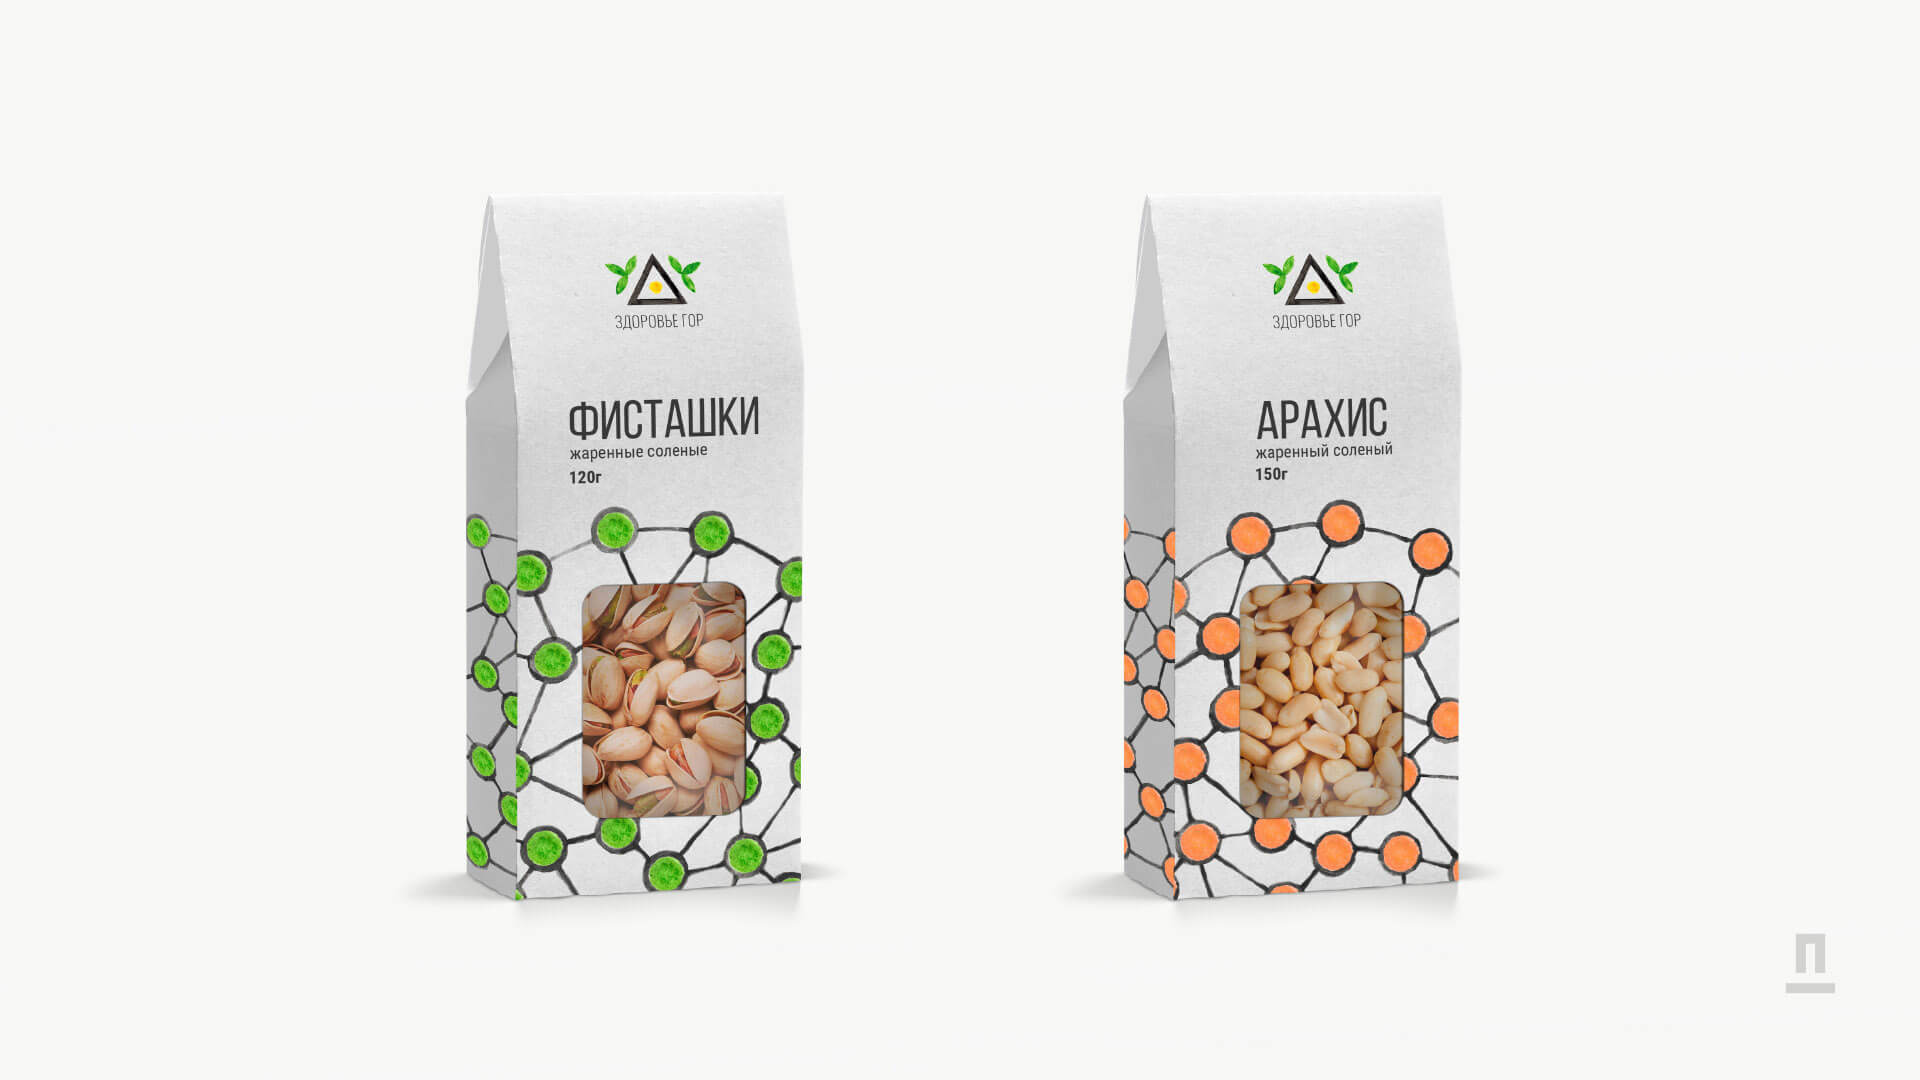 ЗДОРОВЬЕ ГОР
ФИСТАШКИ
жаренные соленые
120г
ЗДОРОВЬЕ ГОР
АРАХИС
жаренный соленый
150г
П